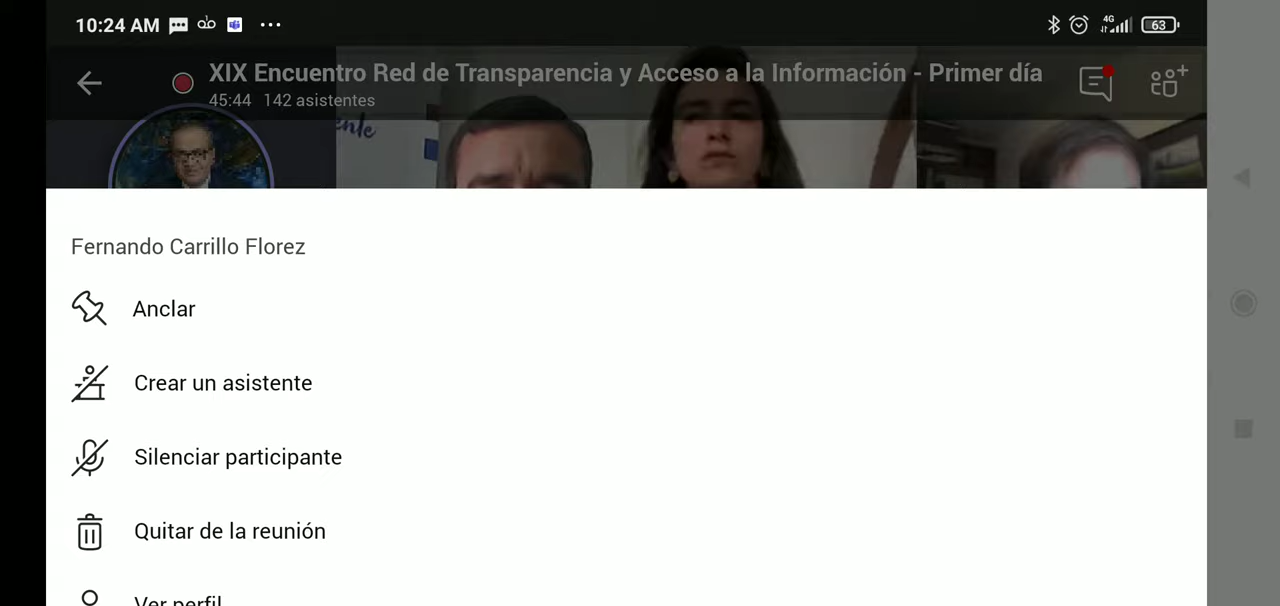 10:24 AM
4G
63
XIX Encuentro Red de Transparencia y Acceso a la Información - Primer día
45:44 142 asistentes
Fernando Carrillo Florez
Anclar
Crear un asistente
Silenciar participante
Quitar de la reunión
Ver perfil